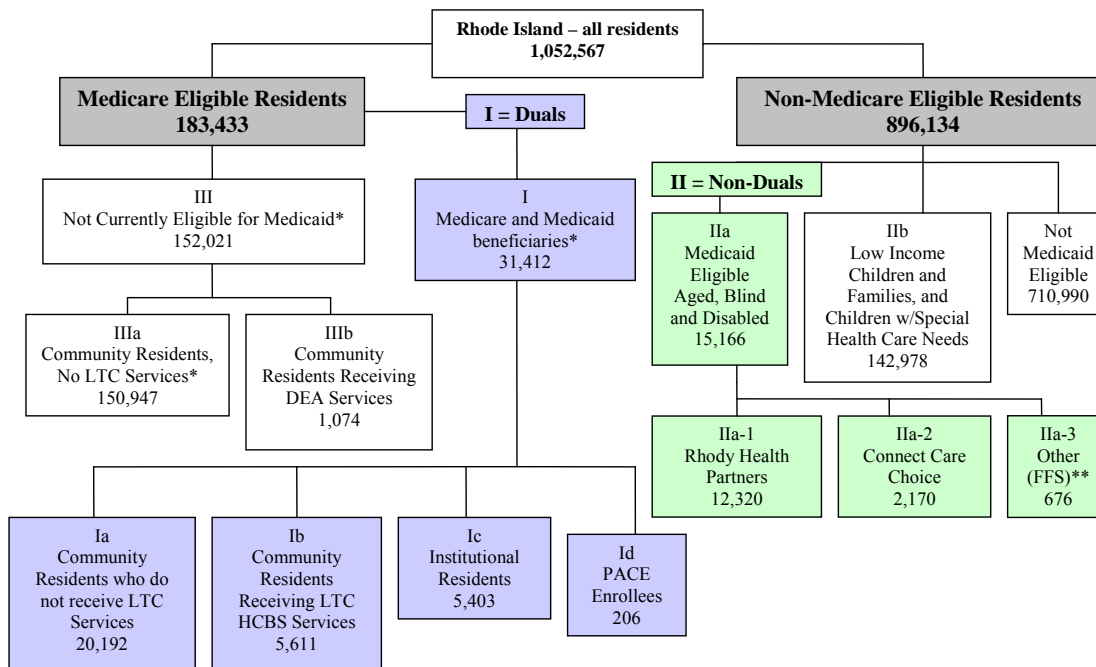 Rhode Island – all residents
1,052,567
Medicare Eligible Residents
183,433
I = Duals
Non-Medicare Eligible Residents
896,134
III
Not Currently Eligible for Medicaid*
152,021
I
Medicare and Medicaid
beneficiaries*
31,412
II = Non-Duals
IIa
Medicaid
Eligible
Aged, Blind
and Disabled
15,166
IIb
Low Income
Children and
Families, and
Children w/Special
Health Care Needs
142,978
Not
Medicaid
Eligible
710,990
IIIa
Community Residents,
No LTC Services*
150,947
IIIb
Community
Residents Receiving
DEA Services
1,074
IIa-1
Rhody Health
Partners
12,320
IIa-2
Connect Care
Choice
2,170
IIa-3
Other
(FFS)**
676
Ia
Community
Residents who do
not receive LTC
Services
20,192
Ib
Community
Residents
Receiving LTC
HCBS Services
5,611
Ic
Institutional
Residents
5,403
Id
PACE
Enrollees
206